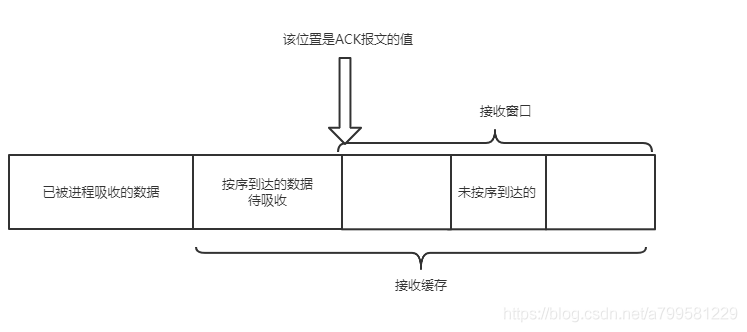 该位置是ACK报文的值
接收窗口
已被进程吸收的数据
按序到达的数据
待吸收
未按序到达的
接收缓存
https://blog.csdn.net/a799581229